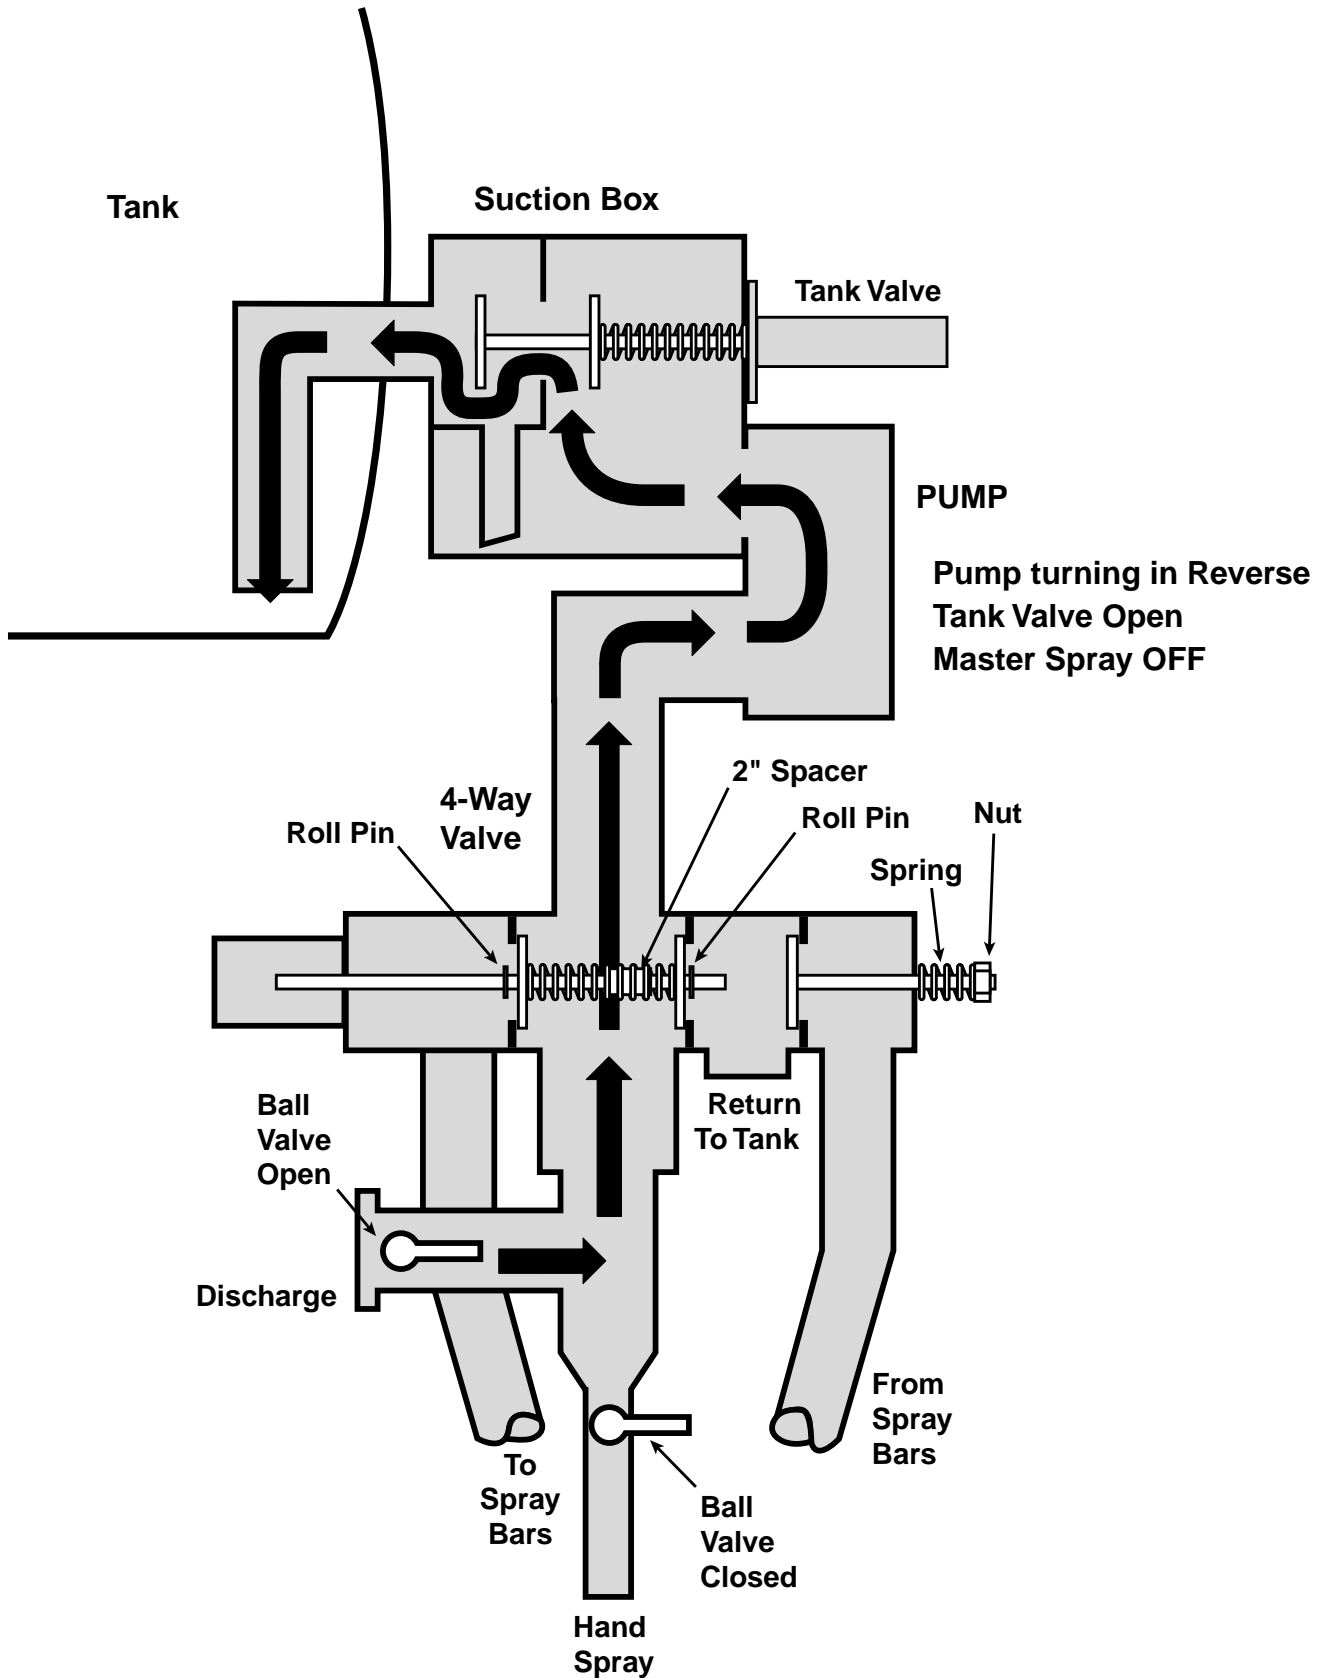 Tank
Suction Box
Tank Valve
PUMP
Pump turning in Reverse
Tank Valve Open
Master Spray OFF
2" Spacer
4-Way
Valve
Roll Pin
Roll Pin
Nut
Spring
Ball
Valve
Open
Return
To Tank
Discharge
From
Spray
Bars
To
Spray
Bars
Ball
Valve
Closed
Hand
Spray